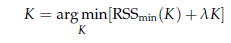 K = arg min[RSS_min(K) + λK]
K